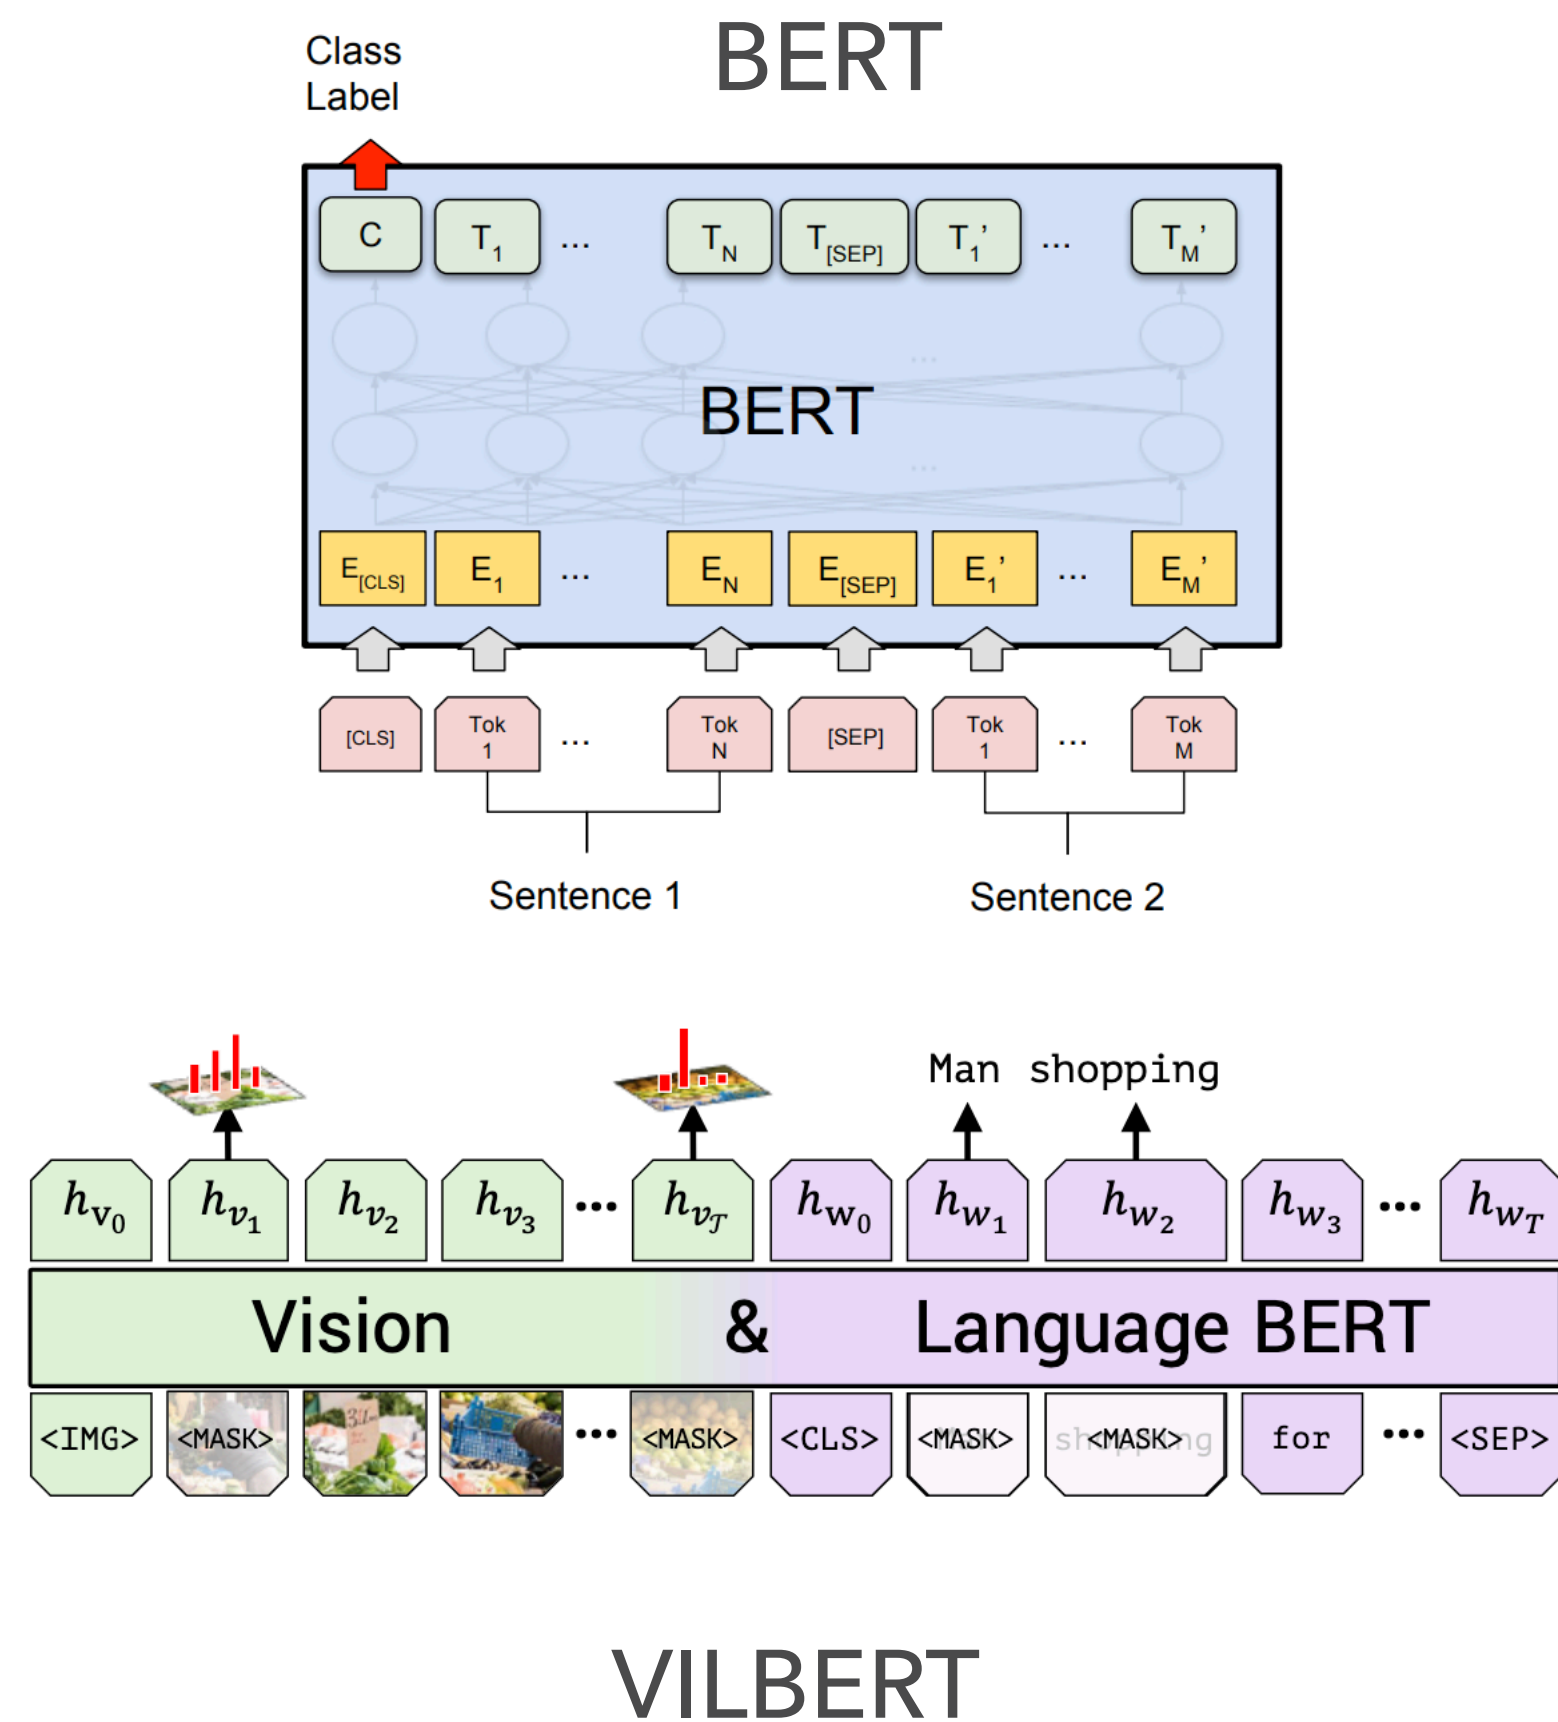 BERT
Class
Label
C T1 ... TN T[SEP] T1’ ... TM’
...
BERT
...
E[CLS] E1 ... EN E[SEP] E1’ ... EM’
[CLS] Tok 1 ... Tok N [SEP] Tok 1 ... Tok M
Sentence 1 Sentence 2
Man shopping
hv0 hv1 hv2 hv3 ... hv𝒯 hw0 hw1 hw2 hw3 ... hwT
Vision & Language BERT
<IMG> <MASK> ... <MASK> <CLS> <MASK> shopping <MASK> for ... <SEP>
VILBERT